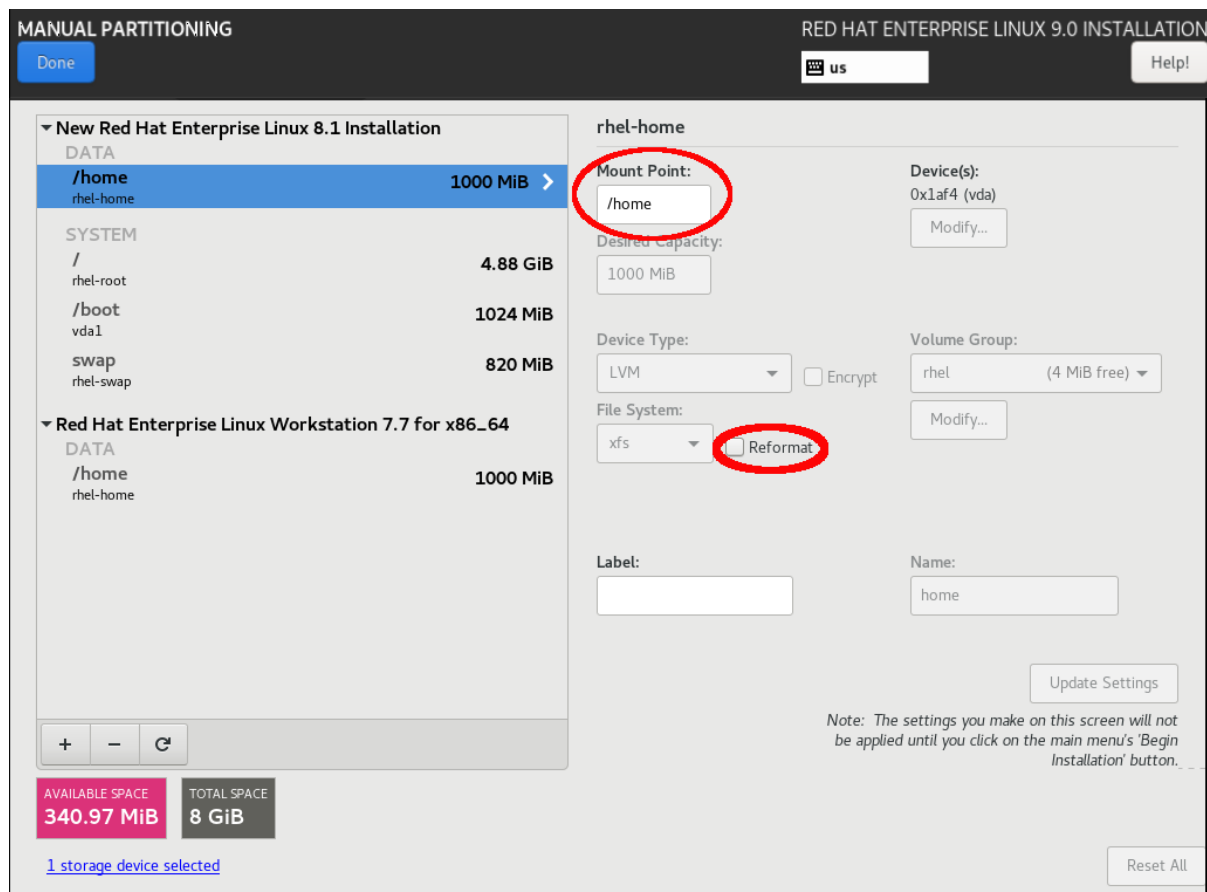 MANUAL PARTITIONING
RED HAT ENTERPRISE LINUX 9.0 INSTALLATION
Done
us
Help!
New Red Hat Enterprise Linux 8.1 Installation
DATA
/home
1000 MiB
rhel-home
SYSTEM
/
4.88 GiB
rhel-root
/boot
1024 MiB
vda1
swap
820 MiB
rhel-swap
Red Hat Enterprise Linux Workstation 7.7 for x86_64
DATA
/home
1000 MiB
rhel-home
+ −
AVAILABLE SPACE
340.97 MiB
TOTAL SPACE
8 GiB
1 storage device selected
rhel-home
Mount Point:
/home
Device(s):
0x1af4 (vda)
Modify...
Desired Capacity:
1000 MiB
Device Type:
LVM
Encrypt
Volume Group:
rhel (4 MiB free)
File System:
xfs
Reformat
Modify...
Label:
Name:
home
Update Settings
Note: The settings you make on this screen will not
be applied until you click on the main menu's 'Begin
Installation' button.
Reset All